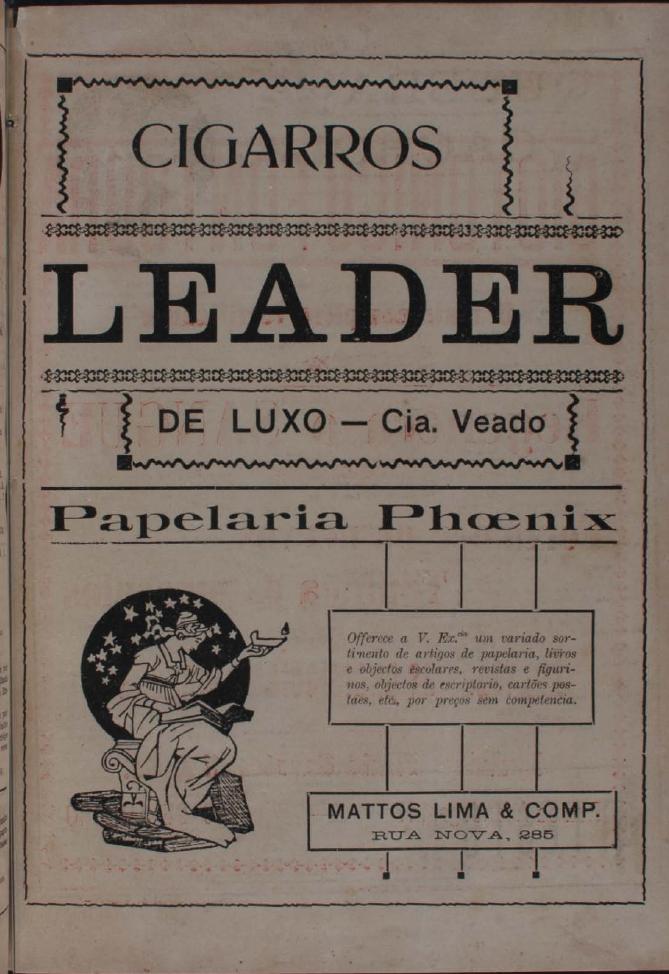 CIGARROS
LEADER
DE LUXO — Cia. Veado
Papelaria Phœnix
Offerece a V. Ex.cia um variado sor-
timento de artigos de papelaria, livros
e objectos escolares, revistas e figuri-
nos, objectos de escriptorio, cartões pos-
taes, etc, por preços sem competencia.
MATTOS LIMA & COMP.
RUA NOVA, 285